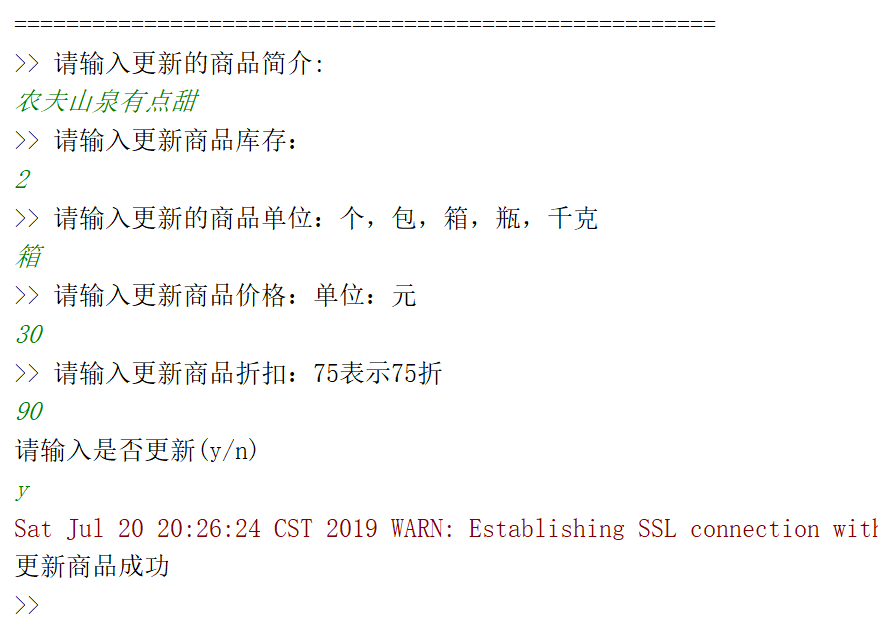 ======================================================
>> 请输入更新的商品简介:
农夫山泉有点甜
>> 请输入更新商品库存:
2
>> 请输入更新的商品单位：个，包，箱，瓶，千克
箱
>> 请输入更新商品价格：单位：元
30
>> 请输入更新商品折扣：75表示75折
90
请输入是否更新(y/n)
y
Sat Jul 20 20:26:24 CST 2019 WARN: Establishing SSL connection with
更新商品成功
>>